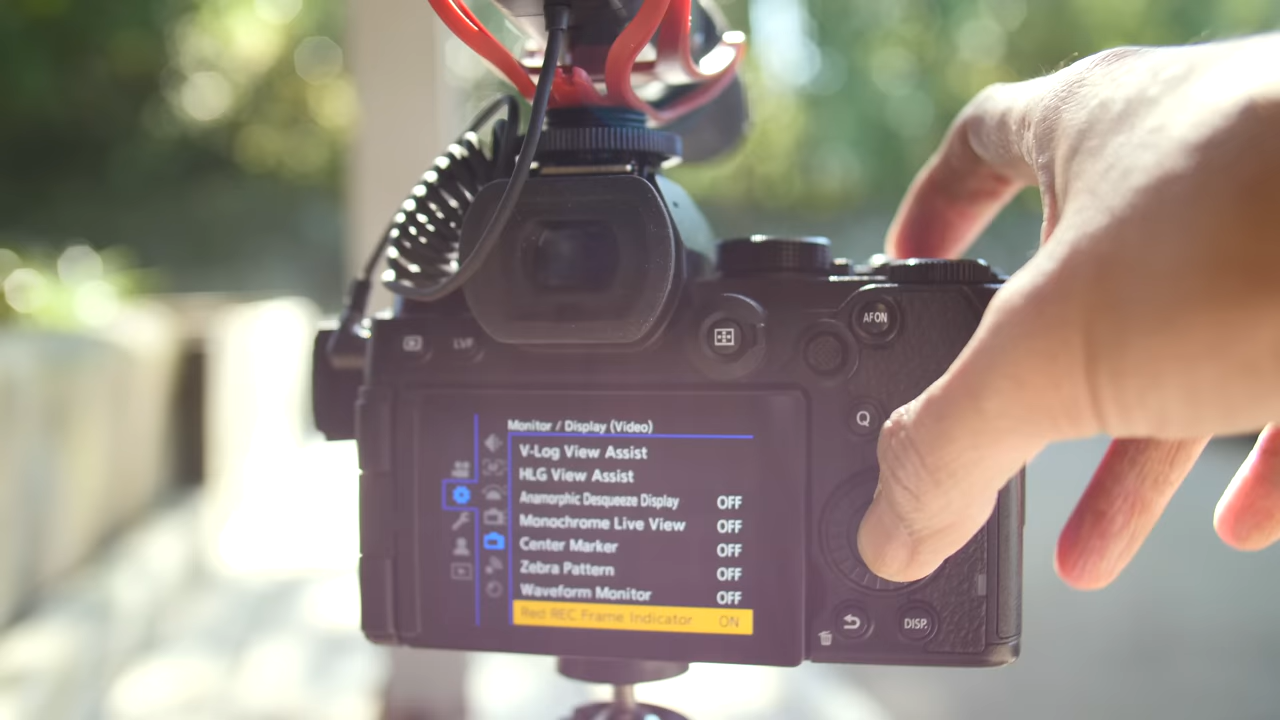 AFON
LVF
Q
Monitor / Display (Video)
V-Log View Assist
HLG View Assist
Anamorphic Desqueeze Display OFF
Monochrome Live View OFF
Center Marker OFF
Zebra Pattern OFF
Waveform Monitor OFF
Red REC Frame Indicator ON
DISP.